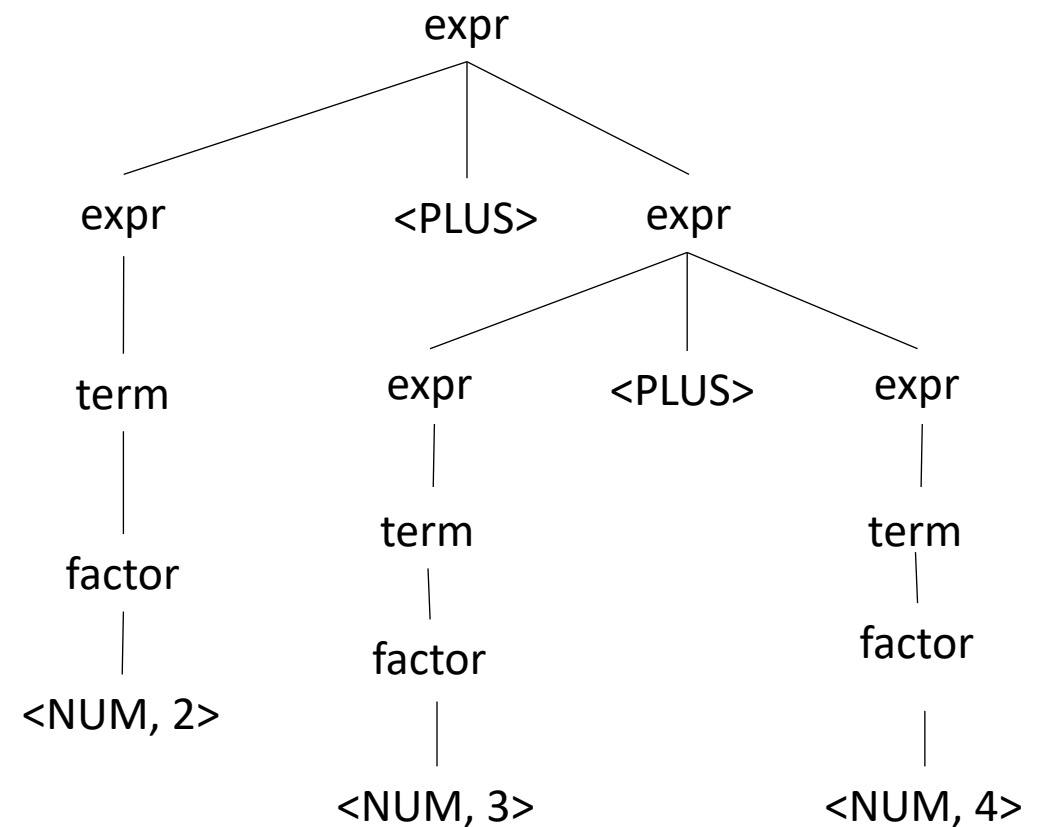 expr
expr <PLUS> expr
term expr <PLUS> expr
factor term term
<NUM, 2> factor factor
<NUM, 3> <NUM, 4>